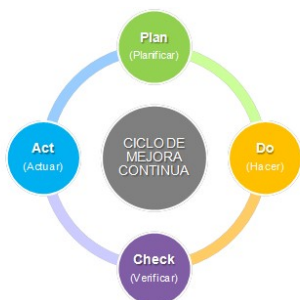 Plan
(Planificar)
Act
(Actuar)
CICLO DE
MEJORA
CONTINUA
Do
(Hacer)
Check
(Verificar)